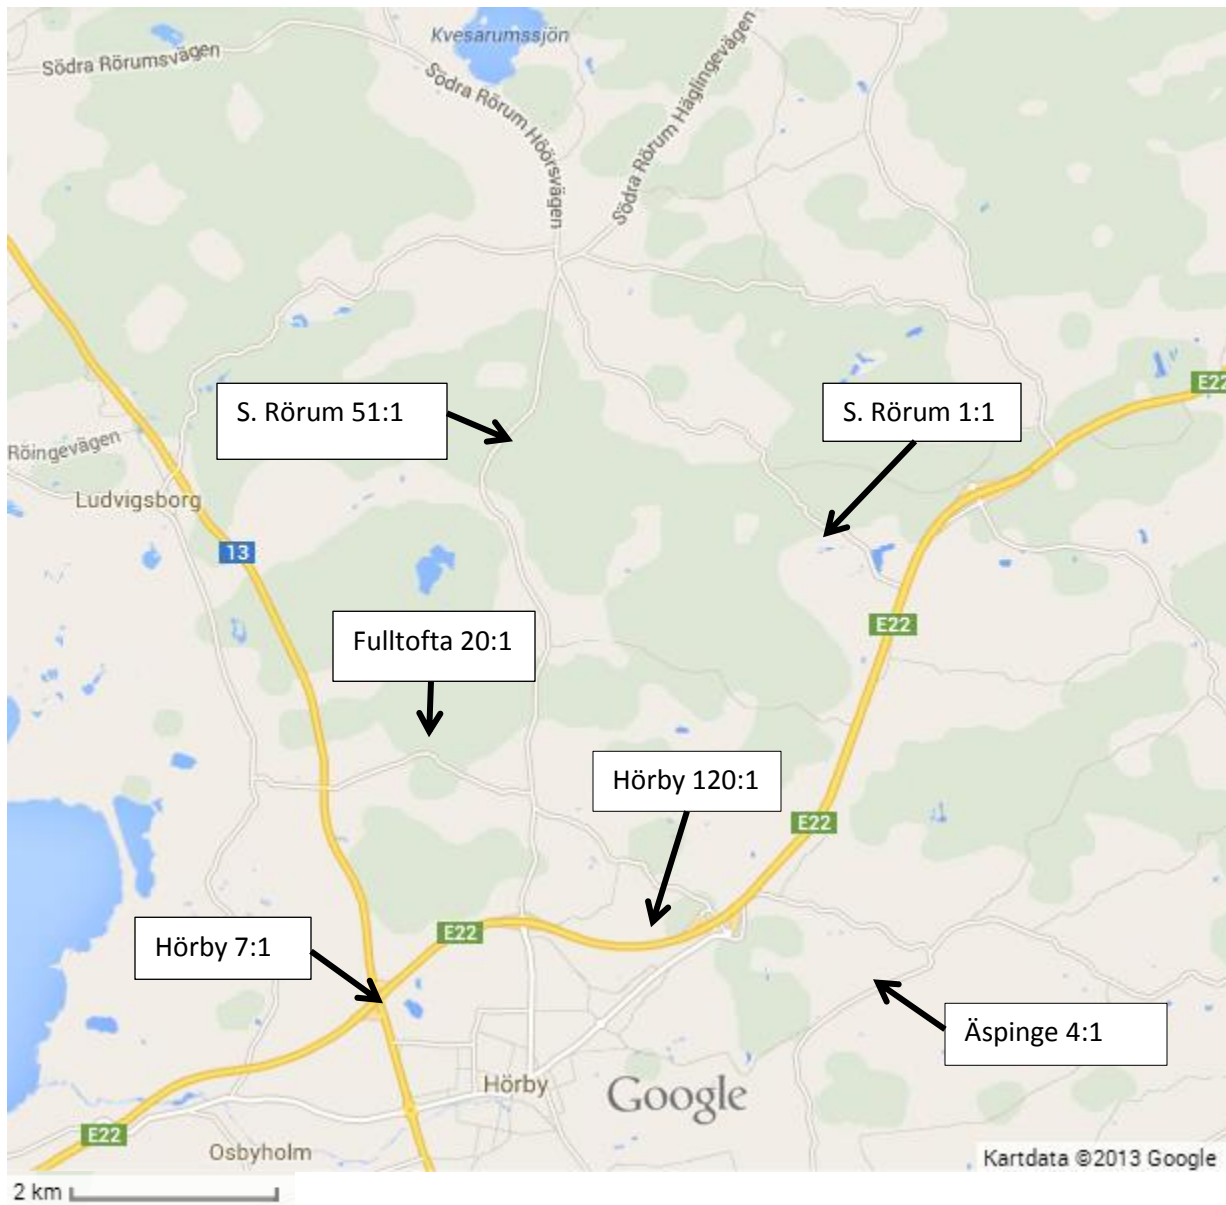 Kvesarumssjön
Södra Rörumsvägen
Södra Rörum Höörsvägen
Södra Rörum Häglingevägen
E22
S. Rörum 51:1
S. Rörum 1:1
Röingevägen
Ludvigsborg
13
E22
Fulltofta 20:1
Hörby 120:1
E22
Hörby 7:1
E22
Äspinge 4:1
Hörby
Google
E22
Osbyholm
Kartdata ©2013 Google
2 km